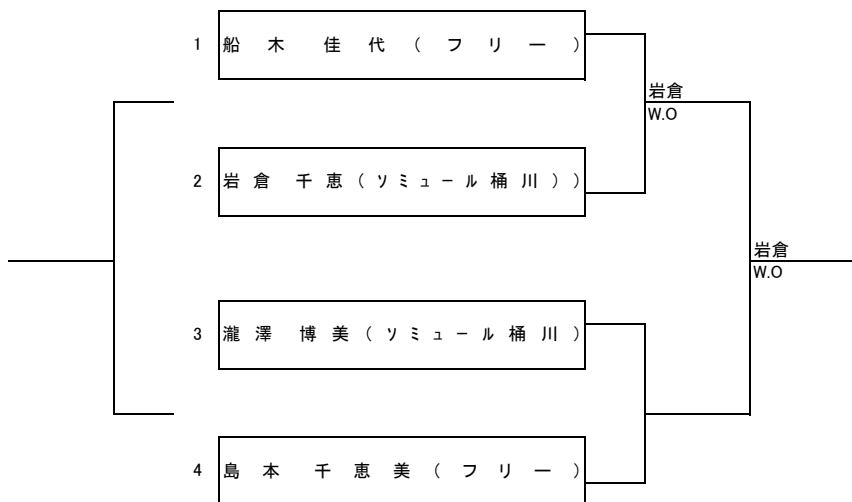 1 船木 佳代（フリー）
岩倉
W.O
2 岩倉 千恵（ソミュール桶川））
岩倉
W.O
3 瀧澤 博美（ソミュール桶川）
4 島本 千恵美（フリー）